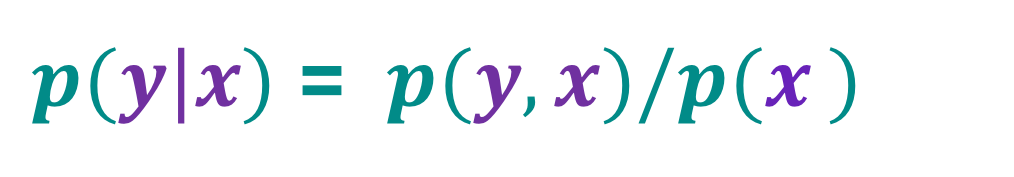 p(y|x) = p(y, x)/p(x )